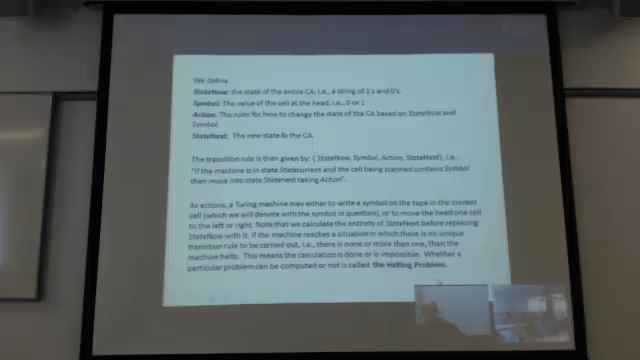 We define
StateNow: the state of the entire CA, i.e., a string of 1's and 0's.
Symbol: The value of the cell at the head, i.e., 0 or 1
Action: The rules for how to change the state of the CA based on StateNow and
Symbol.
StateNext: The new state fo the CA.
The transition rule is then given by: ( StateNow, Symbol, Action, StateNext), i.e.,
"If the machine is in state Statecurrent and the cell being scanned contains Symbol
then move into state Statenext taking Action".
As actions, a Turing machine may either to write a symbol on the tape in the current
cell (which we will denote with the symbol in question), or to move the head one cell
to the left or right. Note that we calculate the entirety of StateNext before replacing
StateNow with it. If the machine reaches a situation in which there is no unique
transition rule to be carried out, i.e., there is none or more than one, then the
machine halts. This means the calculation is done or is impossible. Whether a
particular problem can be computed or not is called the Halting Problem.